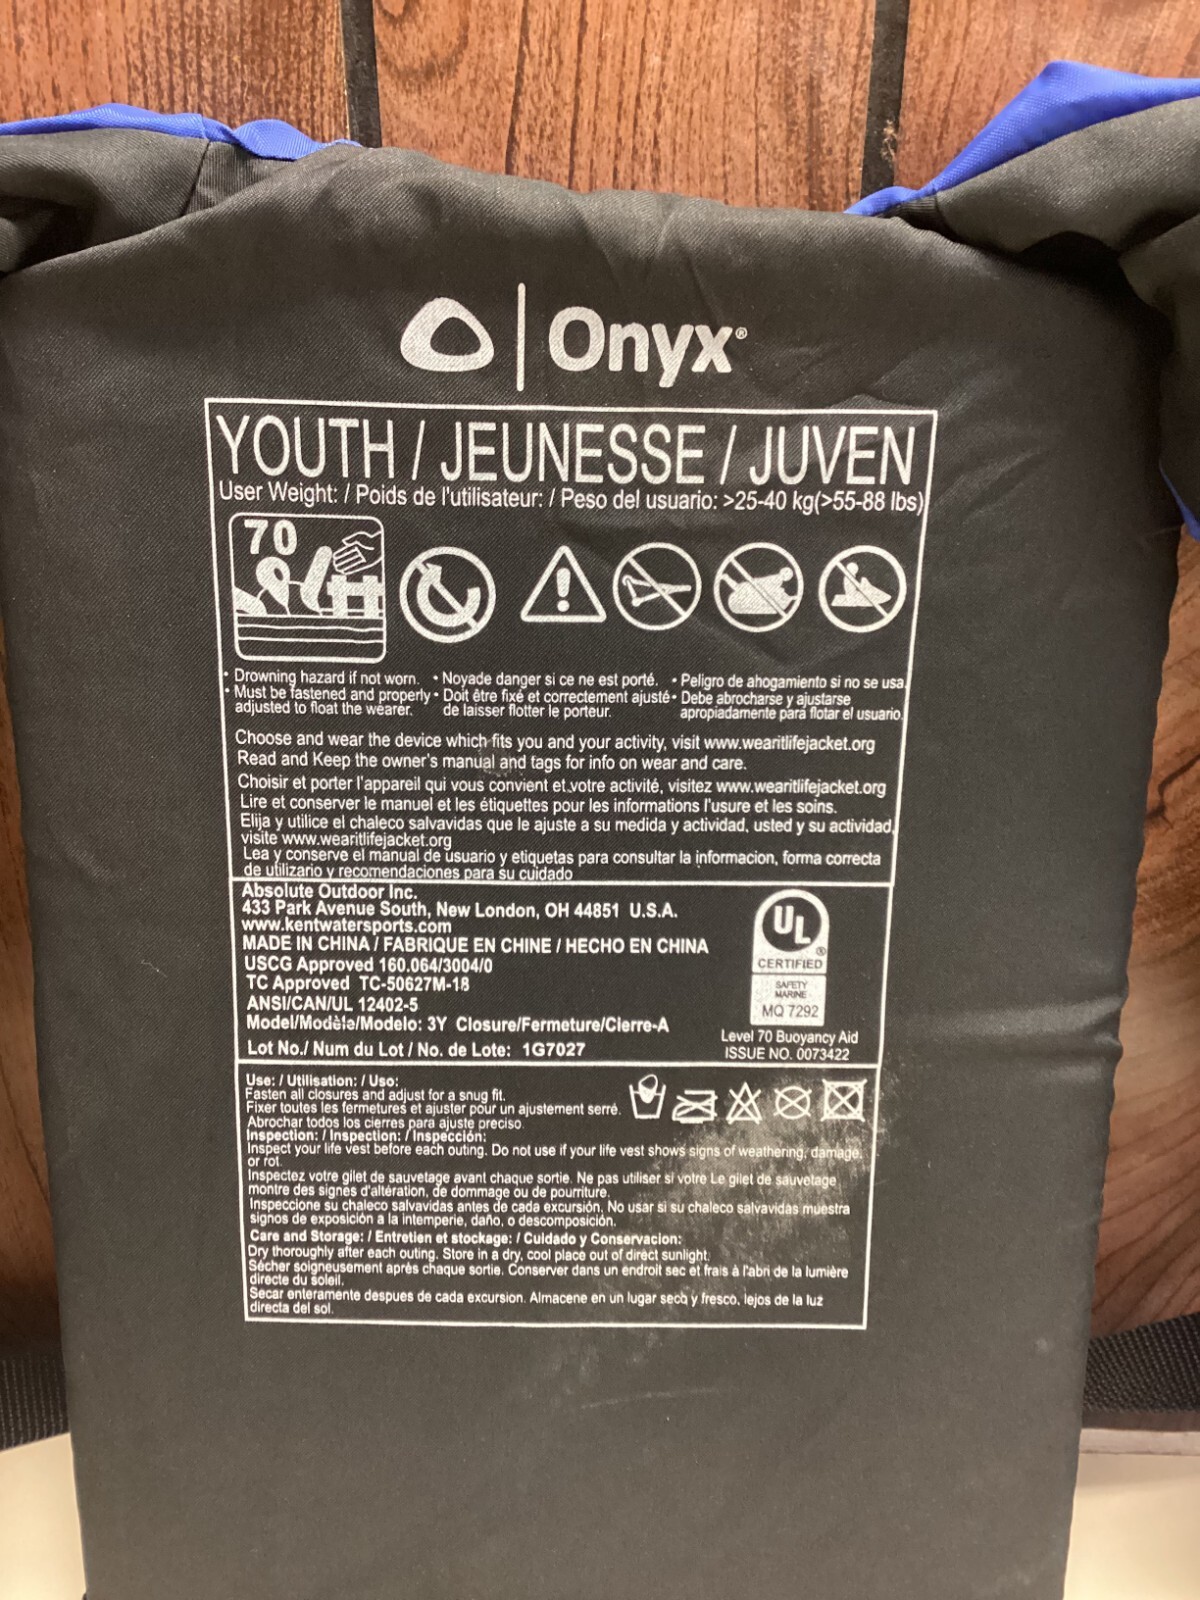 Onyx®
YOUTH / JEUNESSE / JUVEN
User Weight: / Poids de l'utilisateur: / Peso del usuario: >25-40 kg(>55-88 lbs)
70
• Drowning hazard if not worn.
• Must be fastened and properly
adjusted to float the wearer.
• Noyade danger si ce ne est porté.
• Doit être fixé et correctement ajusté
de laisser flotter le porteur.
• Peligro de ahogamiento si no se usa.
• Debe abrocharse y ajustarse
apropiadamente para flotar el usuario.
Choose and wear the device which fits you and your activity, visit www.wearitlifejacket.org
Read and Keep the owner's manual and tags for info on wear and care.
Choisir et porter l'appareil qui vous convient et votre activité, visitez www.wearitlifejacket.org
Lire et conserver le manuel et les étiquettes pour les informations l'usure et les soins.
Elija y utilice el chaleco salvavidas que le ajuste a su medida y actividad, usted y su actividad,
visite www.wearitlifejacket.org
Lea y conserve el manual de usuario y etiquetas para consultar la informacion, forma correcta
de utilizario y recomendaciones para su cuidado
Absolute Outdoor Inc.
433 Park Avenue South, New London, OH 44851 U.S.A.
www.kentwatersports.com
MADE IN CHINA / FABRIQUE EN CHINE / HECHO EN CHINA
USCG Approved 160.064/3004/0
TC Approved TC-50627M-18
ANSI/CAN/UL 12402-5
Model/Modèle/Modelo: 3Y Closure/Fermeture/Cierre-A
Lot No./ Num du Lot / No. de Lote: 1G7027
UL®
CERTIFIED
SAFETY
MARINE
MQ 7292
Level 70 Buoyancy Aid
ISSUE NO. 0073422
Use: / Utilisation: / Uso:
Fasten all closures and adjust for a snug fit.
Fixer toutes les fermetures et ajuster pour un ajustement serré.
Abrochar todos los cierres para ajuste preciso
Inspection: / Inspection: / Inspección:
Inspect your life vest before each outing. Do not use if your life vest shows signs of weathering, damage,
or rot.
Inspectez votre gilet de sauvetage avant chaque sortie. Ne pas utiliser si votre Le gilet de sauvetage
montre des signes d'altération, de dommage ou de pourriture.
Inspeccione su chaleco salvavidas antes de cada excursión. No usar si su chaleco salvavidas muestra
signos de exposición a la intemperie, daño, o descomposición.
Care and Storage: / Entretien et stockage: / Cuidado y Conservacion:
Dry thoroughly after each outing. Store in a dry, cool place out of direct sunlight.
Sécher soigneusement après chaque sortie. Conserver dans un endroit sec et frais à l'abri de la lumière
directe du soleil.
Secar enteramente despues de cada excursion. Almacene en un lugar seco y fresco, lejos de la luz
directa del sol.